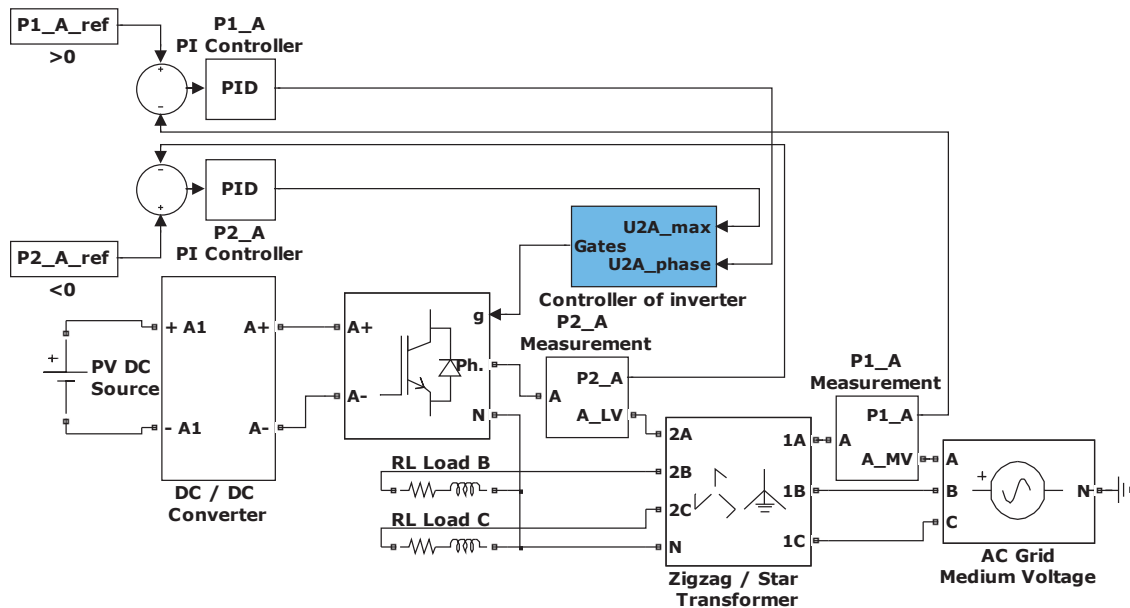 P1_A_ref
>0
P1_A
PI Controller
PID
+
−
−
+
PID
P2_A
PI Controller
P2_A_ref
<0
U2A_max
Gates
U2A_phase
Controller of inverter
+
PV DC
Source
+ A1
A+
- A1
A-
DC / DC
Converter
A+
A-
g
Ph.
N
P2_A
Measurement
P2_A
A
A_LV
RL Load B
RL Load C
2A
2B
2C
N
1A
1B
1C
Zigzag / Star
Transformer
P1_A
Measurement
P1_A
A
A_MV
A
B
C
+
N
AC Grid
Medium Voltage